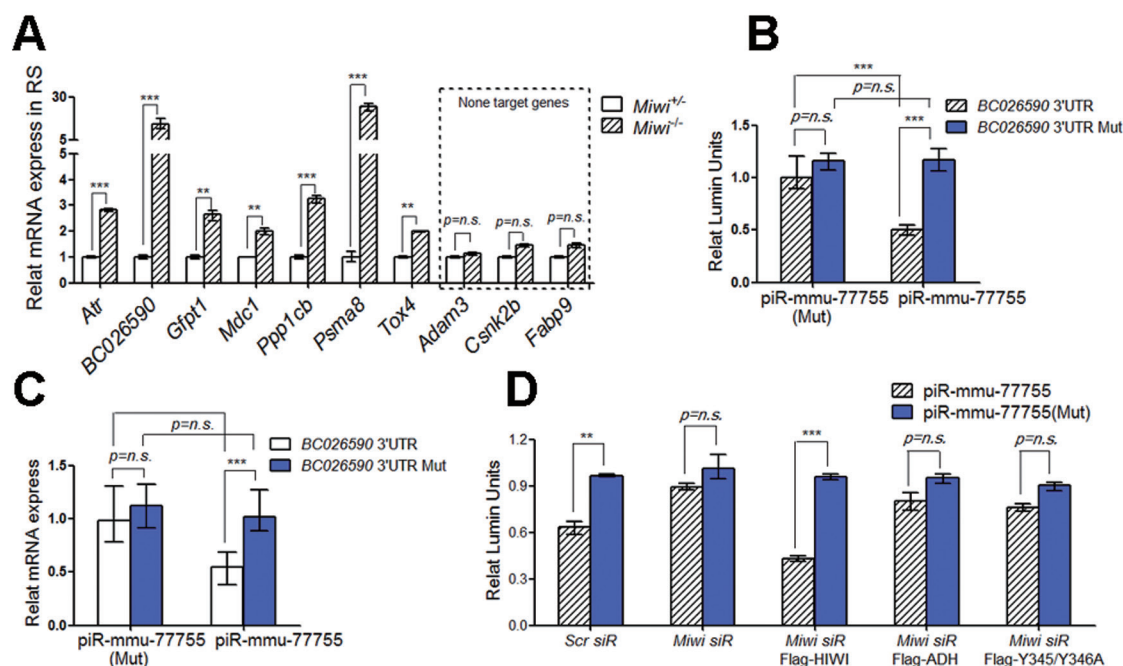 A
Relat mRNA express in RS
30
5
5
4
3
2
1
0
***
***
**
**
***
***
**
p=n.s.
p=n.s.
p=n.s.
None target genes
Miwi+/-
Miwi-/-
Atr
BC026590
Gfpt1
Mdc1
Ppp1cb
Psma8
Tox4
Adam3
Csnk2b
Fabp9
B
Relat Lumin Units
1.5
1.0
0.5
0.0
***
p=n.s.
p=n.s.
***
BC026590 3'UTR
BC026590 3'UTR Mut
piR-mmu-77755
(Mut)
piR-mmu-77755
C
Relat mRNA express
1.5
1.0
0.5
0.0
p=n.s.
p=n.s.
***
BC026590 3'UTR
BC026590 3'UTR Mut
piR-mmu-77755
(Mut)
piR-mmu-77755
D
Relat Lumin Units
1.2
0.9
0.6
0.3
0.0
piR-mmu-77755
piR-mmu-77755(Mut)
**
p=n.s.
***
p=n.s.
p=n.s.
Scr siR
Miwi siR
Miwi siR
Flag-HIWI
Miwi siR
Flag-ADH
Miwi siR
Flag-Y345/Y346A